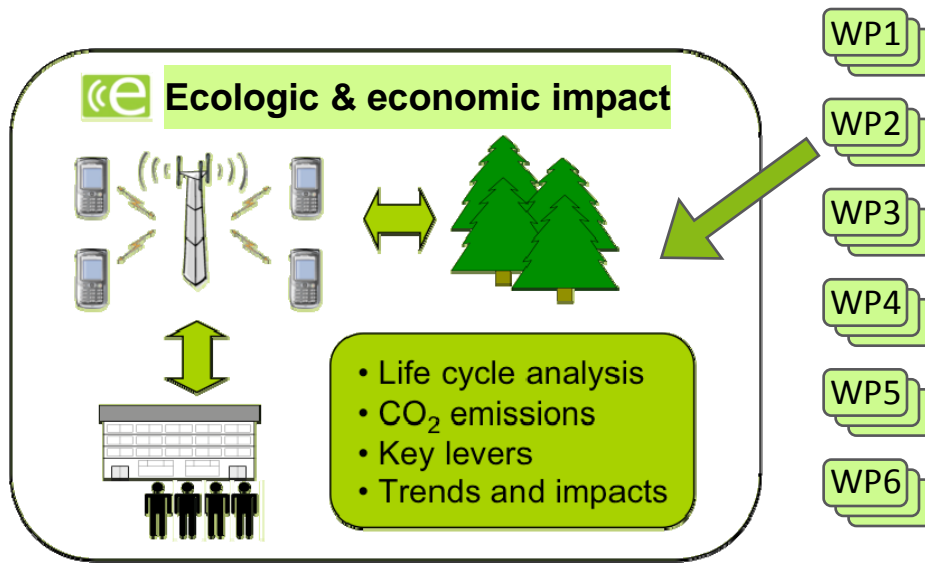 e Ecologic & economic impact
• Life cycle analysis
• CO₂ emissions
• Key levers
• Trends and impacts
WP1
WP2
WP3
WP4
WP5
WP6